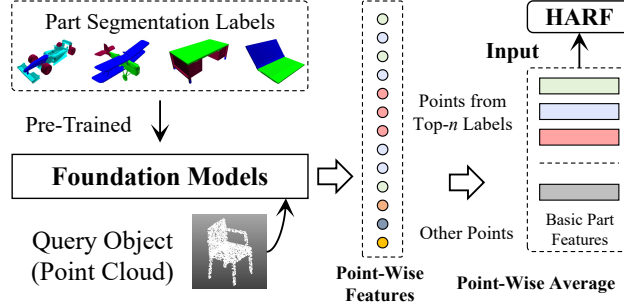 Part Segmentation Labels
Pre-Trained
Foundation Models
Query Object
(Point Cloud)
Point-Wise
Features
Points from
Top-n Labels
Other Points
HARF
Input
Basic Part
Features
Point-Wise Average